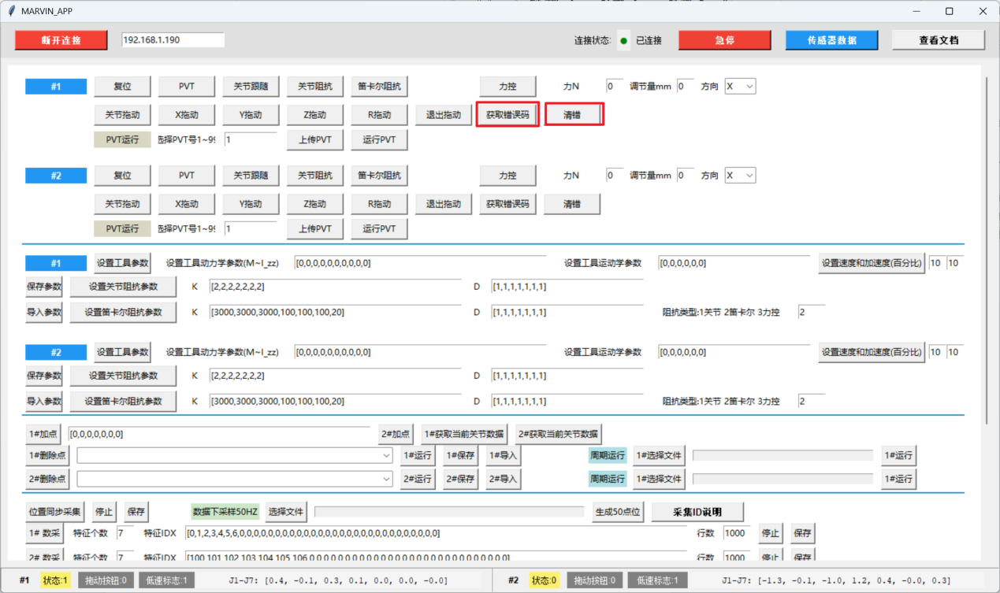 MARVIN_APP
断开连接 192.168.1.190 连接状态: 已连接 急停 传感器数据 查看文档
#1 复位 PVT 关节跟随 关节阻抗 笛卡尔阻抗 力控 力N 0 调节量mm 0 方向 X
关节拖动 X拖动 Y拖动 Z拖动 R拖动 退出拖动 获取错误码 清错
PVT运行 选择PVT号1~99 1 上传PVT 运行PVT
#2 复位 PVT 关节跟随 关节阻抗 笛卡尔阻抗 力控 力N 0 调节量mm 0 方向 X
关节拖动 X拖动 Y拖动 Z拖动 R拖动 退出拖动 获取错误码 清错
PVT运行 选择PVT号1~99 1 上传PVT 运行PVT
#1 设置工具参数 设置工具动力学参数(M~I_zz) [0,0,0,0,0,0,0,0,0,0] 设置工具运动学参数 [0,0,0,0,0,0] 设置速度和加速度(百分比) 10 10
保存参数 设置关节阻抗参数 K [2,2,2,2,2,2,2] D [1,1,1,1,1,1,1]
导入参数 设置笛卡尔阻抗参数 K [3000,3000,3000,100,100,100,20] D [1,1,1,1,1,1,1] 阻抗类型:1关节 2笛卡尔 3力控 2
#2 设置工具参数 设置工具动力学参数(M~I_zz) [0,0,0,0,0,0,0,0,0,0] 设置工具运动学参数 [0,0,0,0,0,0] 设置速度和加速度(百分比) 10 10
保存参数 设置关节阻抗参数 K [2,2,2,2,2,2,2] D [1,1,1,1,1,1,1]
导入参数 设置笛卡尔阻抗参数 K [3000,3000,3000,100,100,100,20] D [1,1,1,1,1,1,1] 阻抗类型:1关节 2笛卡尔 3力控 2
1#加点 [0,0,0,0,0,0,0] 2#加点 1#获取当前关节数据 2#获取当前关节数据
1#删除点 1#运行 1#保存 1#导入 周期运行 1#选择文件 1#运行
2#删除点 2#运行 2#保存 2#导入 周期运行 1#选择文件 1#运行
位置同步采集 停止 保存 数据下采样50HZ 选择文件 生成50点位 采集ID说明
1# 数采 特征个数 7 特征IDX [0,1,2,3,4,5,6,0,0,0,0,0,0,0,0,0,0,0,0,0,0,0,0,0,0,0,0,0,0,0,0,0,0,0,0] 行数 1000 停止 保存
2# 数采 特征个数 7 特征IDX 行数 1000 停止 保存
#1 状态:1 拖动按钮:0 低速标志:1 J1-J7: [0.4, -0.1, 0.3, 0.1, 0.0, 0.0, -0.0] #2 状态:0 拖动按钮:0 低速标志:1 J1-J7: [-1.3, -0.1, -1.0, 1.2, 0.4, -0.0, 0.3]